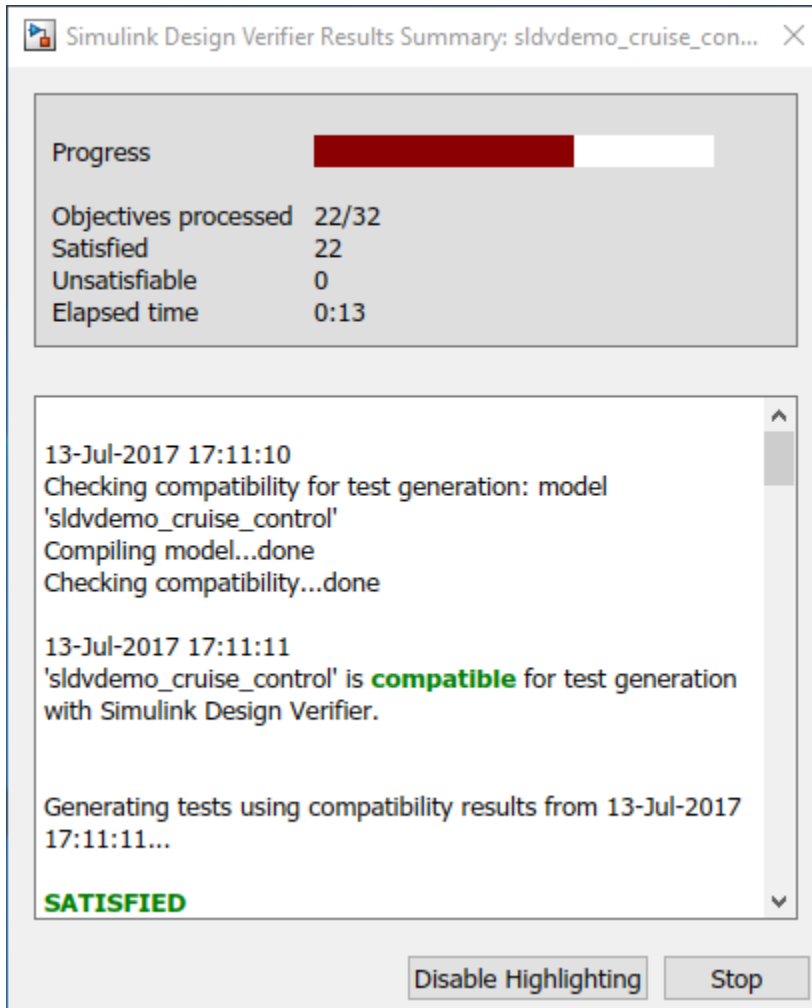 Simulink Design Verifier Results Summary: sldvdemo_cruise_con...
Progress
Objectives processed 22/32
Satisfied 22
Unsatisfiable 0
Elapsed time 0:13
13-Jul-2017 17:11:10
Checking compatibility for test generation: model
'sldvdemo_cruise_control'
Compiling model...done
Checking compatibility...done
13-Jul-2017 17:11:11
'sldvdemo_cruise_control' is compatible for test generation
with Simulink Design Verifier.
Generating tests using compatibility results from 13-Jul-2017
17:11:11...
SATISFIED
Disable Highlighting Stop